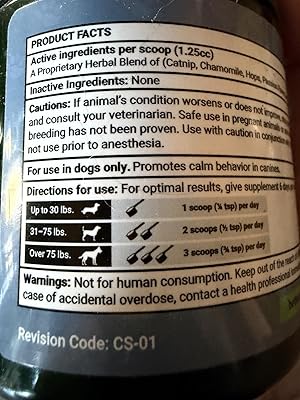 PRODUCT FACTS
Active ingredients per scoop (1.25cc)
A Proprietary Herbal Blend of (Catnip, Chamomile, Hops,
Inactive Ingredients: None
Cautions: If animal's condition worsens or does not improve,
and consult your veterinarian. Safe use in pregnant animals or
breeding has not been proven. Use with caution in conjunction
not use prior to anesthesia.
For use in dogs only. Promotes calm behavior in canines.
Directions for use: For optimal results, give supplement 6 days
Up to 30 lbs. 1 scoop (¼ tsp) per day
31–75 lbs. 2 scoops (½ tsp) per day
Over 75 lbs. 3 scoops (¾ tsp) per day
Warnings: Not for human consumption. Keep out of the reach
case of accidental overdose, contact a health professional
Revision Code: CS-01